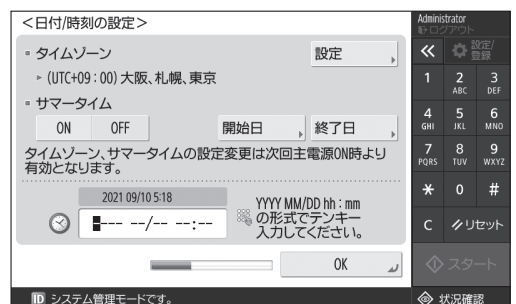 <日付/時刻の設定>
タイムゾーン
設定
(UTC+09:00) 大阪、札幌、東京
サマータイム
ON OFF 開始日 終了日
タイムゾーン、サマータイムの設定変更は次回主電源ON時より
有効となります。
2021 09/10 5:18
--- --/-- --:--
YYYY MM/DD hh:mm
の形式でテンキー
入力してください。
OK
ID システム管理モードです。
Administrator
ログアウト
設定/
登録
1 2 3
ABC DEF
4 5 6
GHI JKL MNO
7 8 9
PQRS TUV WXYZ
* 0 #
C リセット
スタート
状況確認